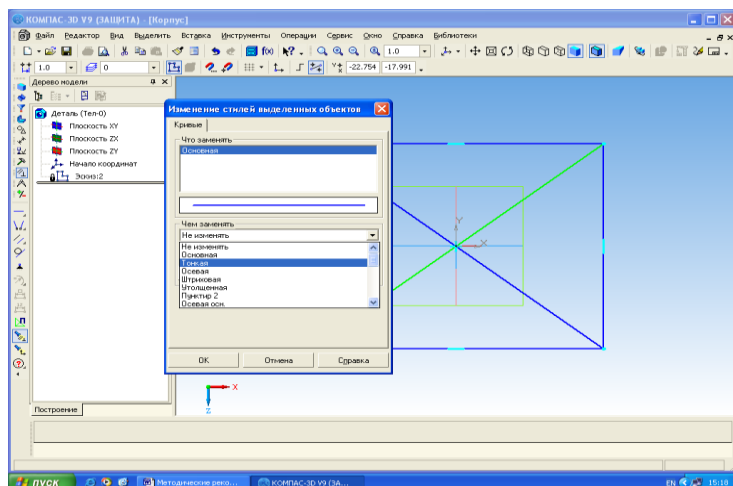 КОМПАС-3D V9 (ЗАЩИТА) - [Корпус]
Файл Редактор Вид Выделить Вставка Инструменты Операции Сервис Окно Справка Библиотеки
1.0
1.0 0 -22.754 -17.991
Дерево модели
Деталь (Тел-0)
Плоскость XY
Плоскость ZX
Плоскость ZY
Начало координат
Эскиз:2
Построение
Изменение стилей выделенных объектов
Кривые
Что заменять
Основная
Чем заменять
Не изменять
Не изменять
Основная
Тонкая
Осевая
Штриховая
Утолщенная
Пунктир 2
Осевая осн.
OK Отмена Справка
Y
X
X
Z
пуск Методические реко... КОМПАС-3D V9 (ЗА... EN 15:18